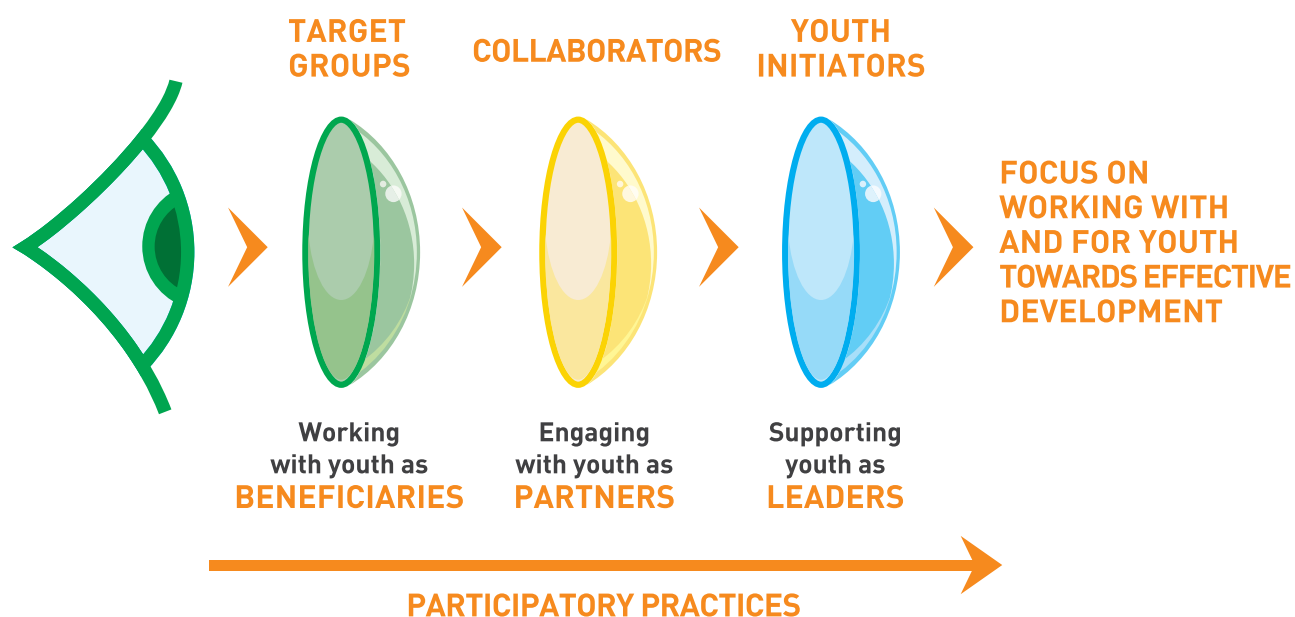 TARGET
GROUPS
COLLABORATORS
YOUTH
INITIATORS
FOCUS ON
WORKING WITH
AND FOR YOUTH
TOWARDS EFFECTIVE
DEVELOPMENT
Working
with youth as
BENEFICIARIES
Engaging
with youth as
PARTNERS
Supporting
youth as
LEADERS
PARTICIPATORY PRACTICES